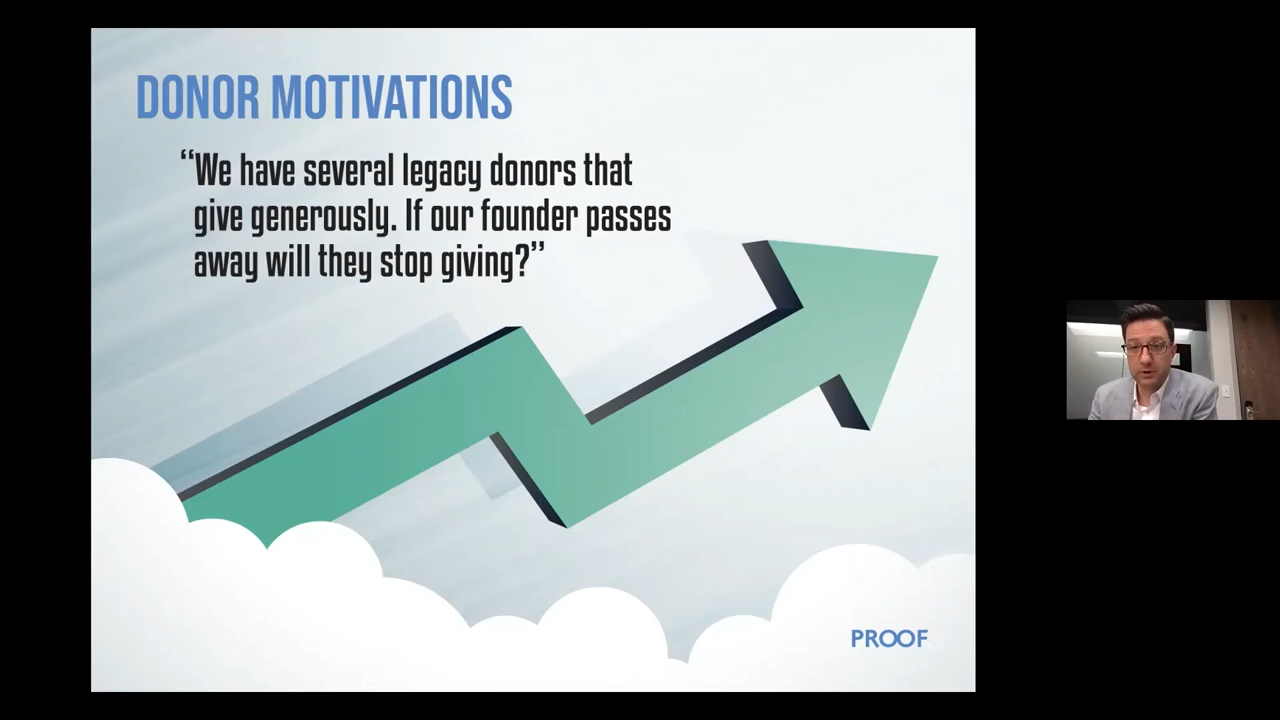 DONOR MOTIVATIONS
“We have several legacy donors that
give generously. If our founder passes
away will they stop giving?”
PROOF